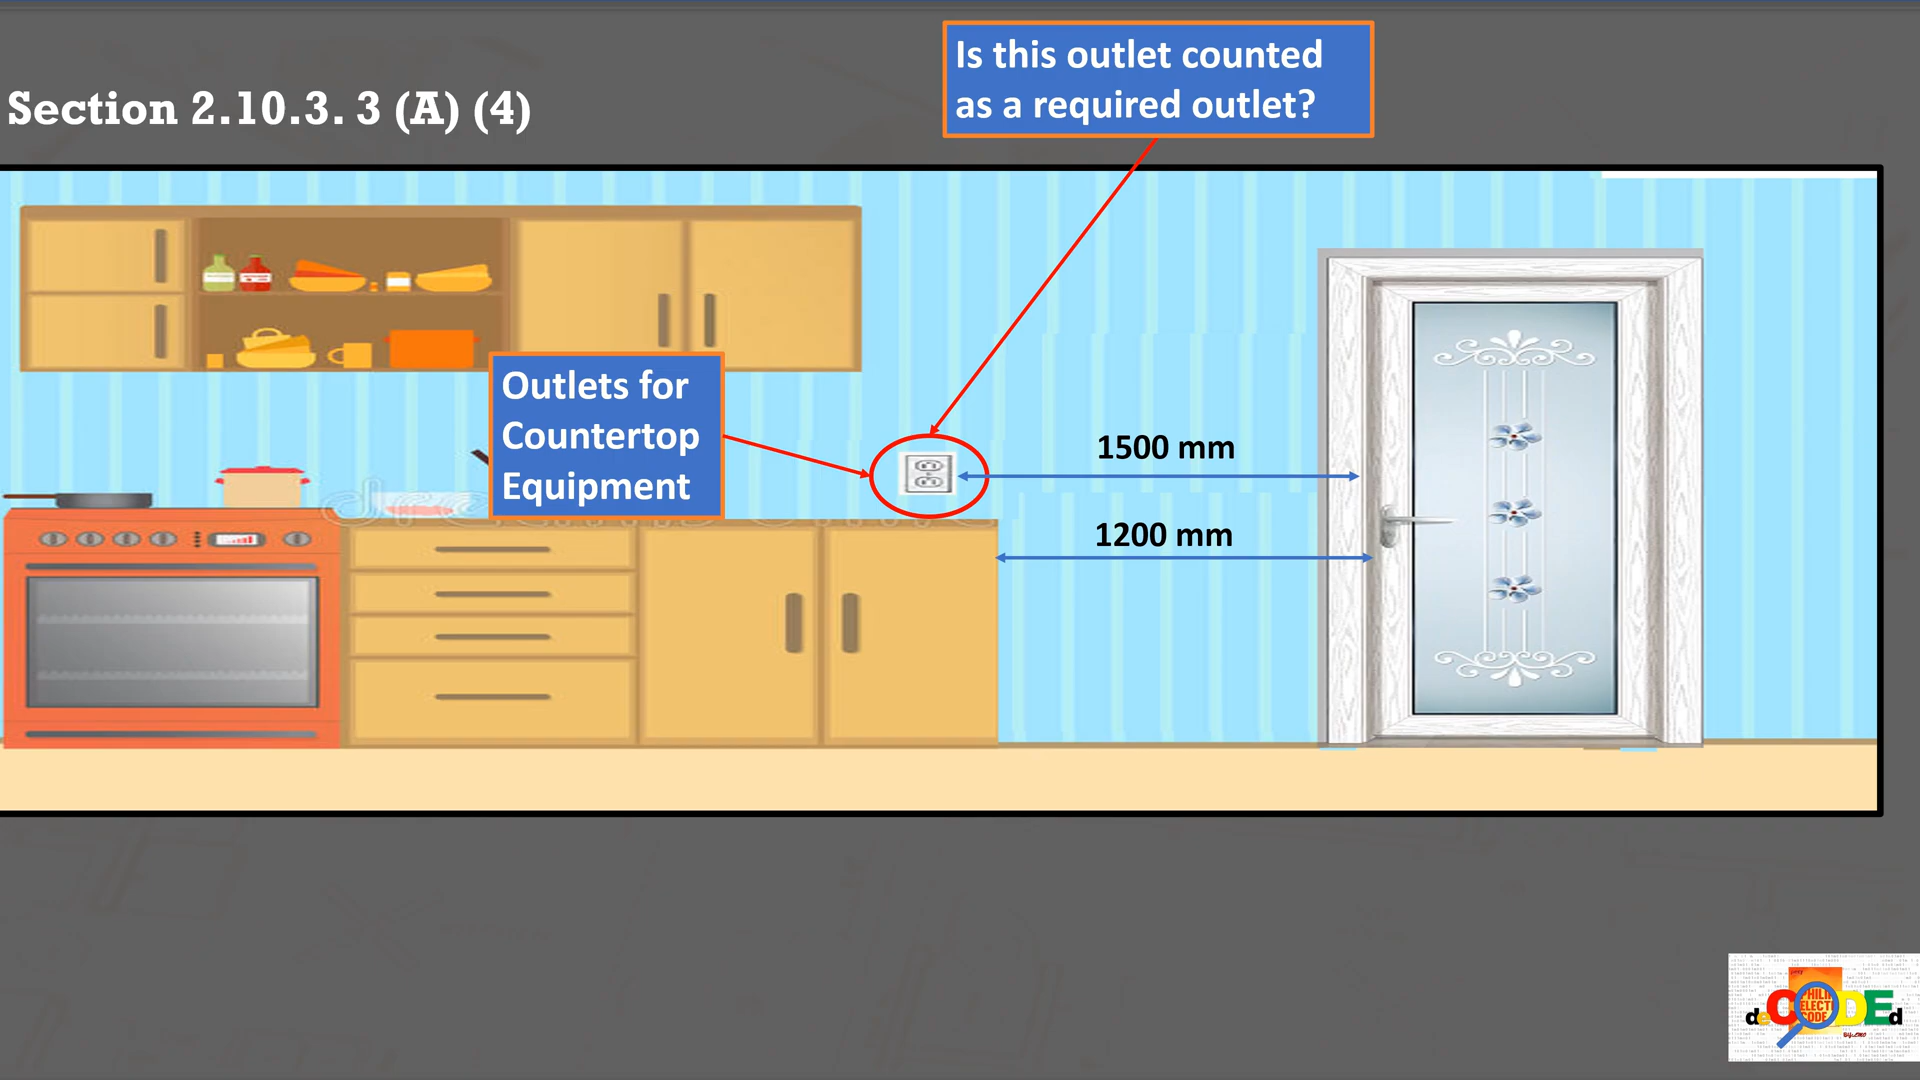 Is this outlet counted
as a required outlet?
Section 2.10.3. 3 (A) (4)
Outlets for
Countertop
Equipment
1500 mm
1200 mm
deCODEd